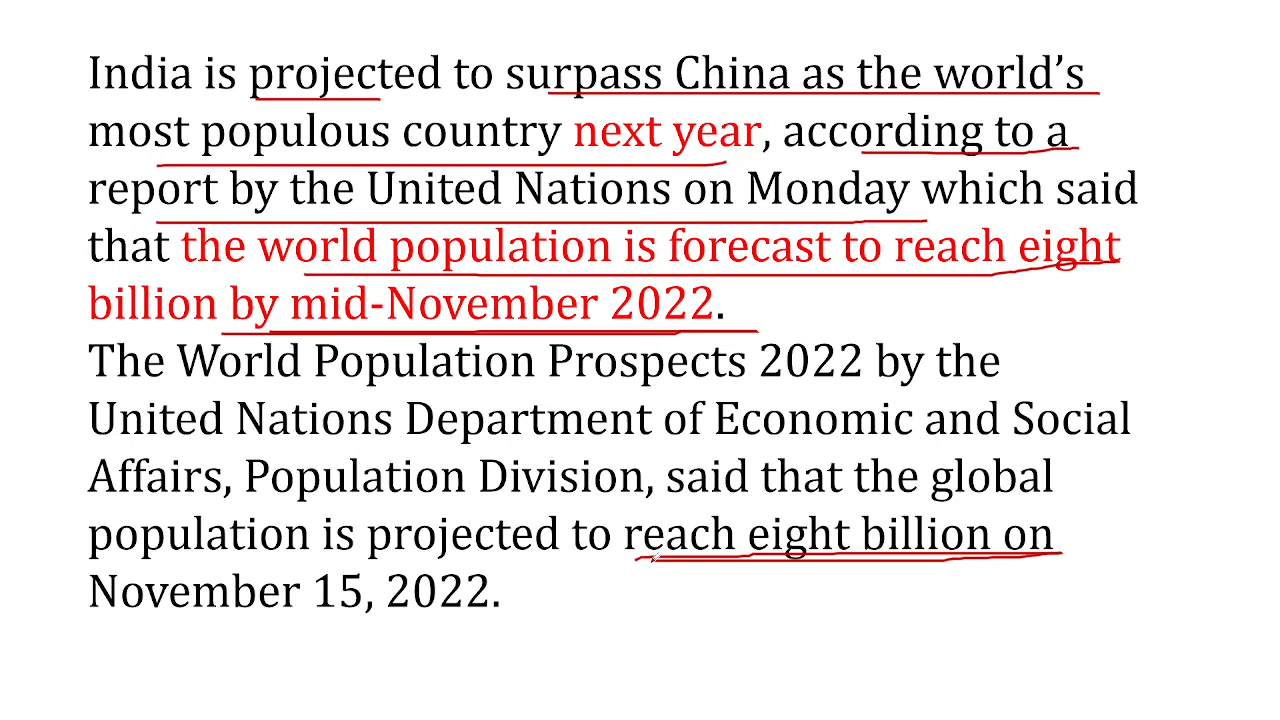 India is projected to surpass China as the world’s
most populous country next year, according to a
report by the United Nations on Monday which said
that the world population is forecast to reach eight
billion by mid-November 2022.
The World Population Prospects 2022 by the
United Nations Department of Economic and Social
Affairs, Population Division, said that the global
population is projected to reach eight billion on
November 15, 2022.